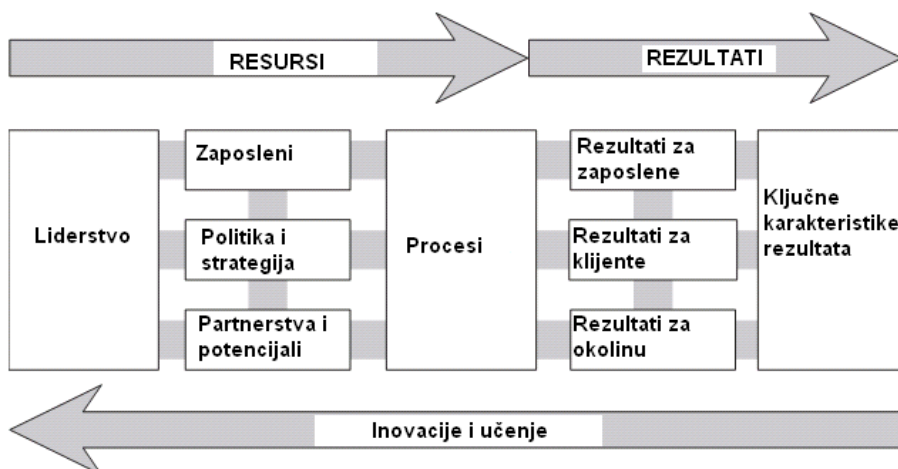 RESURSI
REZULTATI
Liderstvo
Zaposleni
Politika i
strategija
Partnerstva i
potencijali
Procesi
Rezultati za
zaposlene
Rezultati za
klijente
Rezultati za
okolinu
Ključne
karakteristike
rezultata
Inovacije i učenje